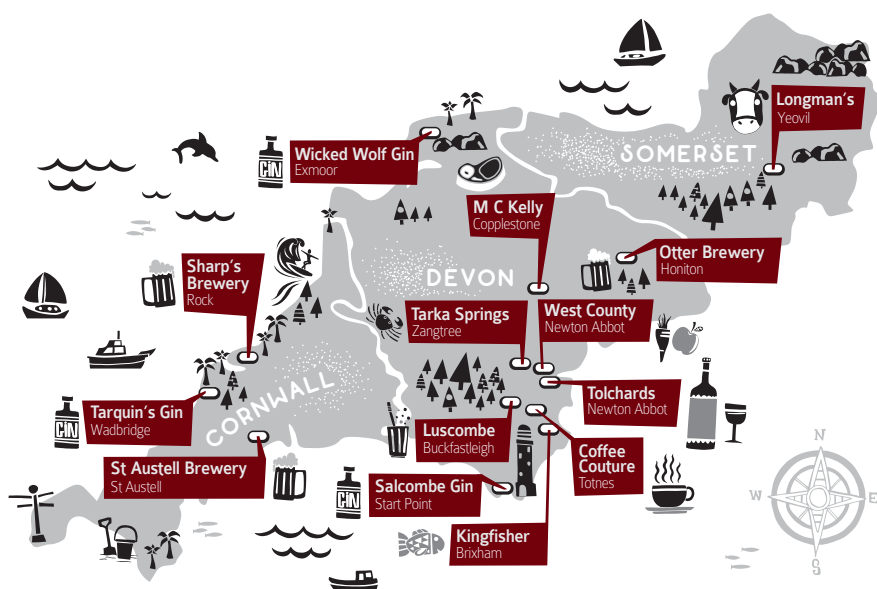 Longman's
Yeovil
SOMERSET
GIN
Wicked Wolf Gin
Exmoor
M C Kelly
Copplestone
Otter Brewery
Honiton
Sharp's
Brewery
Rock
DEVON
Tarka Springs
Zangtree
West County
Newton Abbot
Tolchards
Newton Abbot
CORNWALL
Tarquin's Gin
Wadbridge
GIN
Luscombe
Buckfastleigh
Coffee
Couture
Totnes
St Austell Brewery
St Austell
Salcombe Gin
Start Point
GIN
Kingfisher
Brixham
N
W
E
S